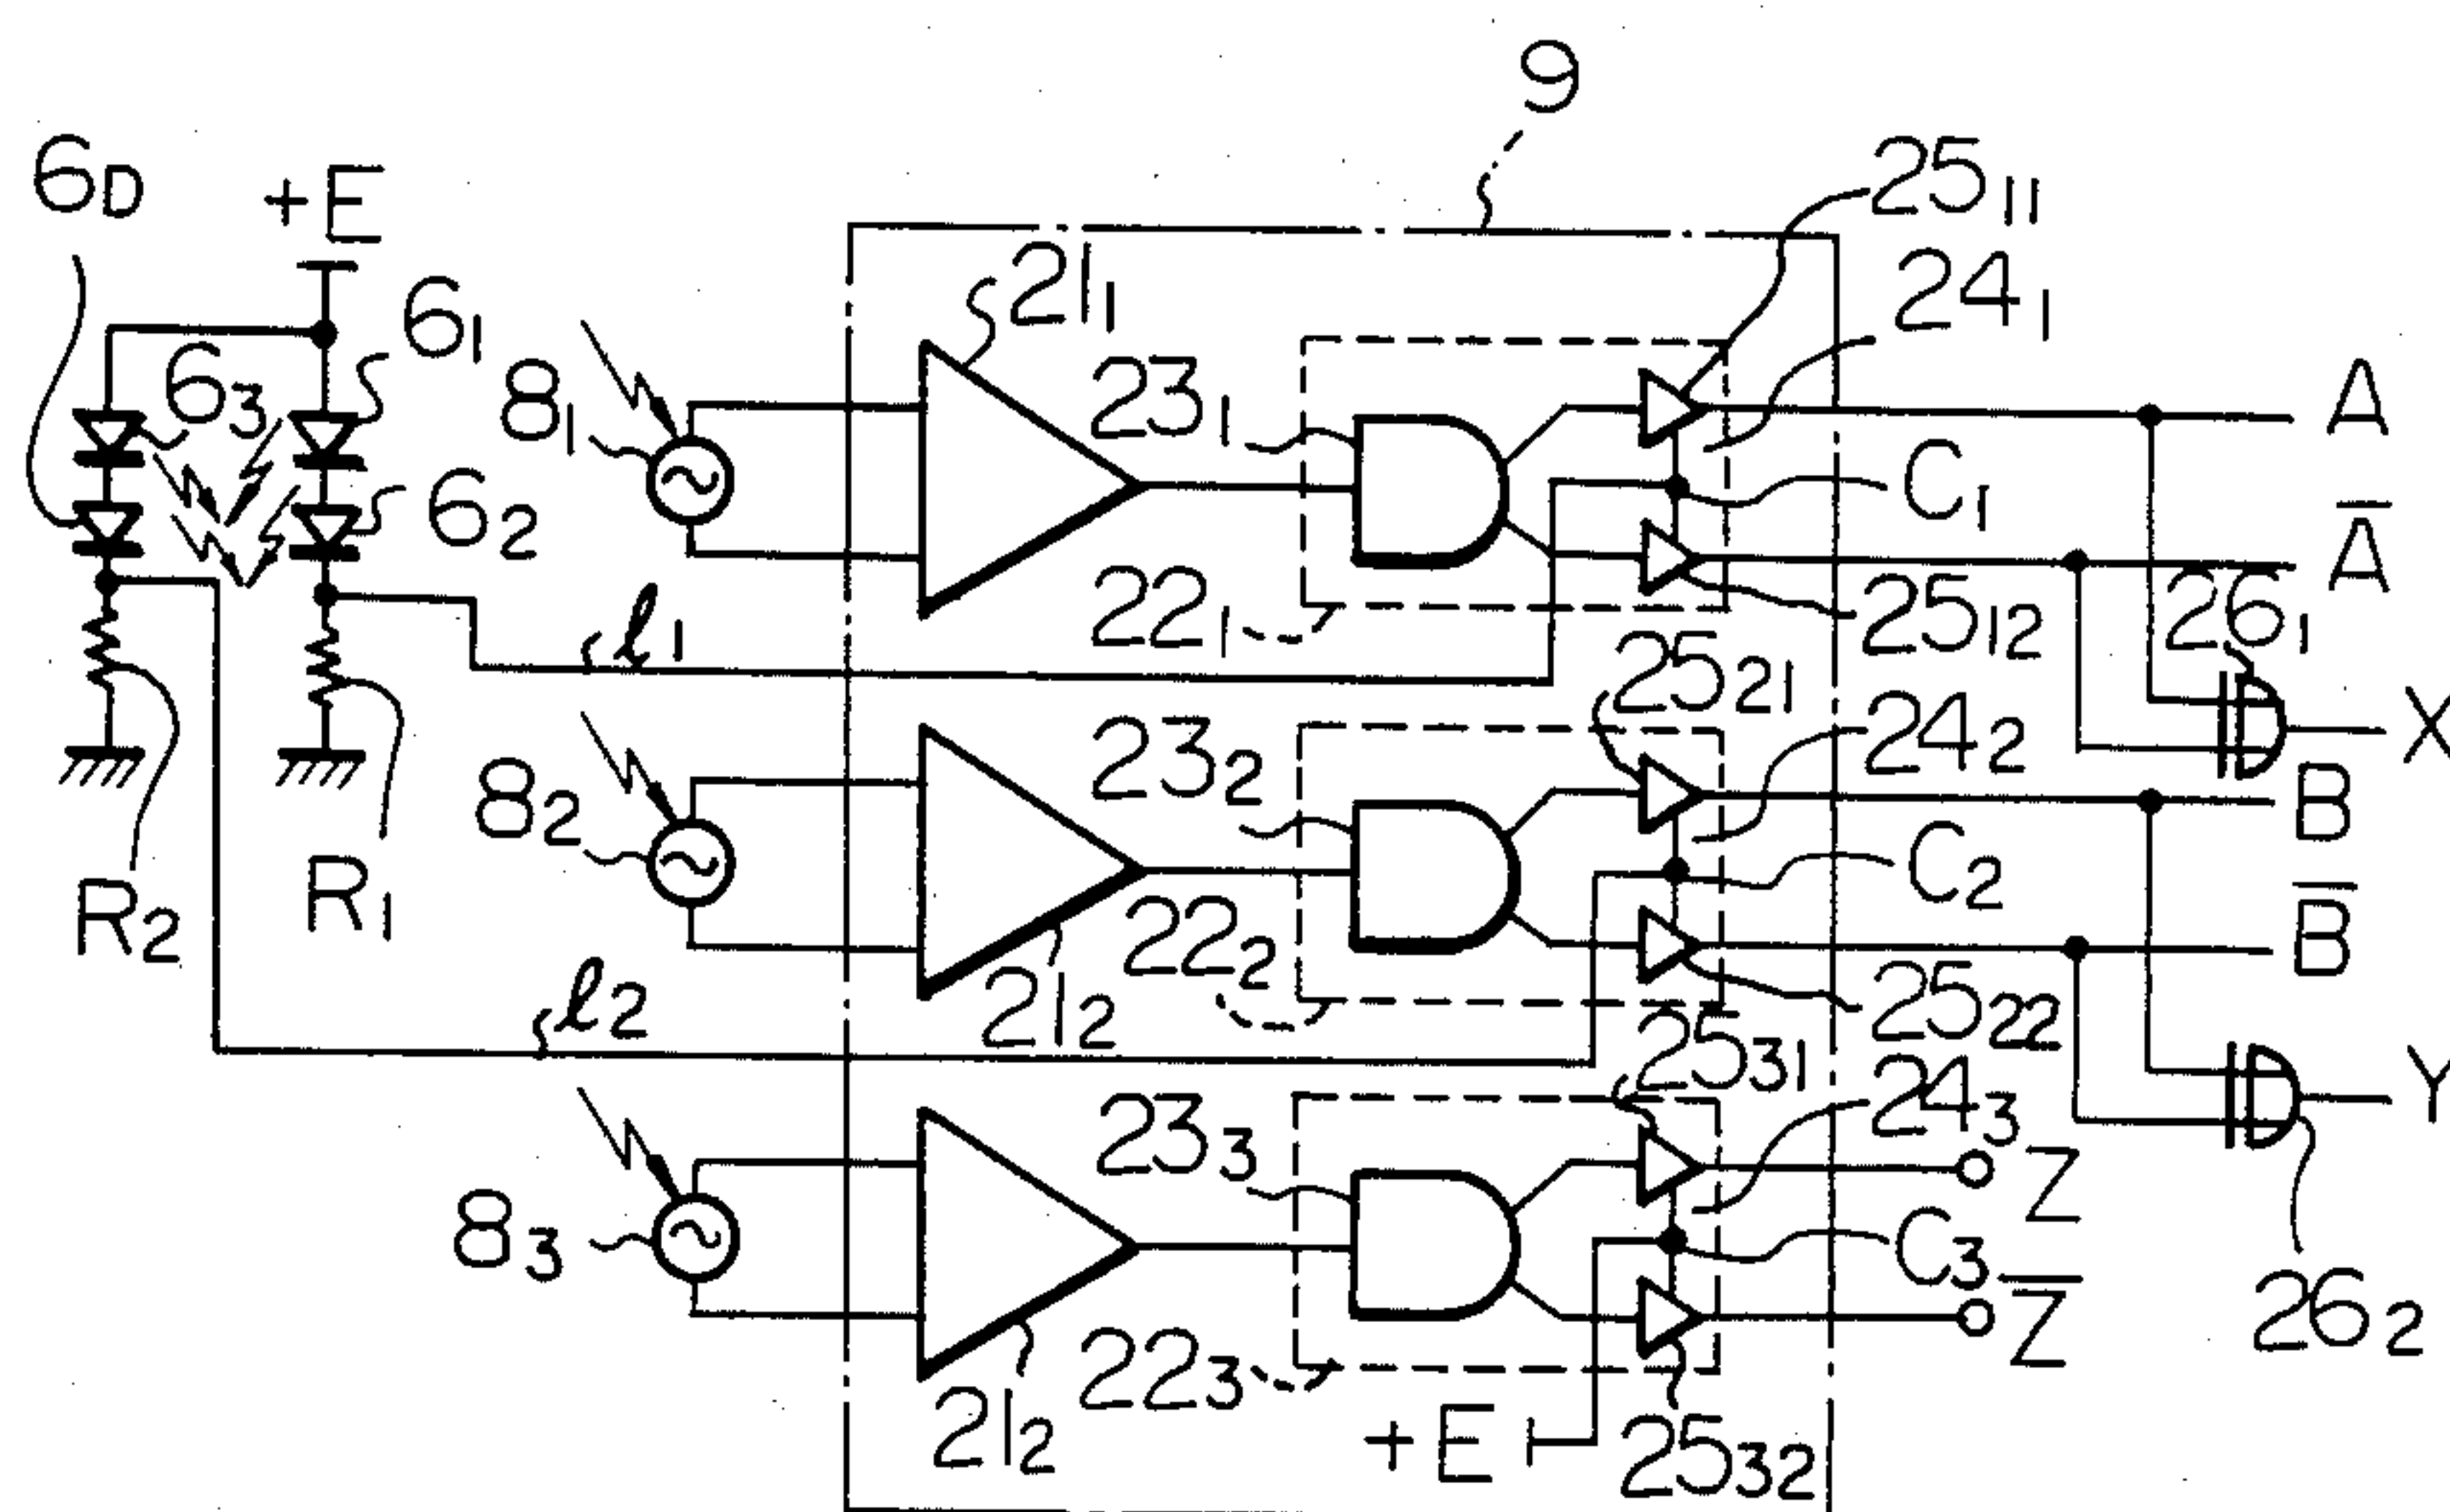 9
6D
+E
25₁₁
21₁
24₁
6₁
6₃
8₁
23₁
A
6₂
C₁
A̅
22₁
25₁₂
26₁
ℓ₁
25₂₁
X
23₂
24₂
8₂
B
R₂
R₁
C₂
22₂
B̅
21₂
25₂₂
ℓ₂
25₃₁
Y
23₃
24₃
Z
8₃
C₃
Z̅
26₂
22₃
21₂
+E
25₃₂